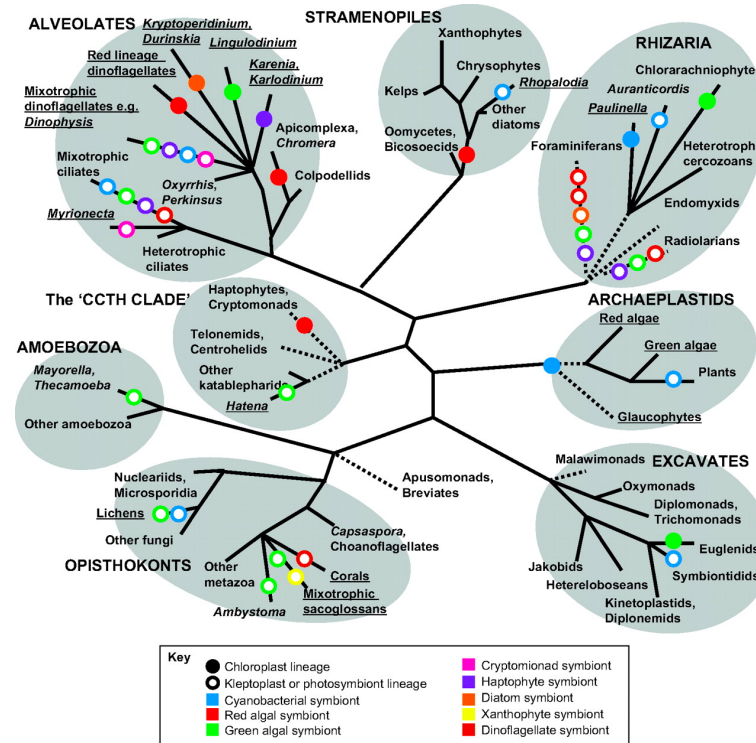 ALVEOLATES
Kryptoperidinium,
Durinskia
Lingulodinium
Red lineage
dinoflagellates
Karenia,
Karlodinium
Mixotrophic
dinoflagellates e.g.
Dinophysis
Apicomplexa,
Chromera
Mixotrophic
ciliates
Colpodellids
Oxyrrhis,
Perkinsus
Myrionecta
Heterotrophic
ciliates
STRAMENOPILES
Xanthophytes
Chrysophytes
Kelps
Rhopalodia
Other
diatoms
Oomycetes,
Bicosoecids
RHIZARIA
Chlorarachniophyte
Auranticordis
Paulinella
Foraminiferans
Heterotroph
cercozoans
Endomyxids
Radiolarians
The 'CCTH CLADE'
Haptophytes,
Cryptomonads
Telonemids,
Centrohelids
Other
katablepharids
Hatena
ARCHAEPLASTIDS
Red algae
Green algae
Plants
Glaucophytes
AMOEBOZOA
Mayorella,
Thecamoeba
Other amoebozoa
Apusomonads,
Breviates
Nucleariids,
Microsporidia
Lichens
Other fungi
OPISTHOKONTS
Capsaspora,
Choanoflagellates
Other
metazoa
Corals
Mixotrophic
sacoglossans
Ambystoma
EXCAVATES
Malawimonads
Oxymonads
Diplomonads,
Trichomonads
Euglenids
Jakobids
Symbiontidids
Hetereloboseans
Kinetoplastids,
Diplonemids
Key
Chloroplast lineage
Kleptoplast or photosymbiont lineage
Cyanobacterial symbiont
Red algal symbiont
Green algal symbiont
Cryptomionad symbiont
Haptophyte symbiont
Diatom symbiont
Xanthophyte symbiont
Dinoflagellate symbiont